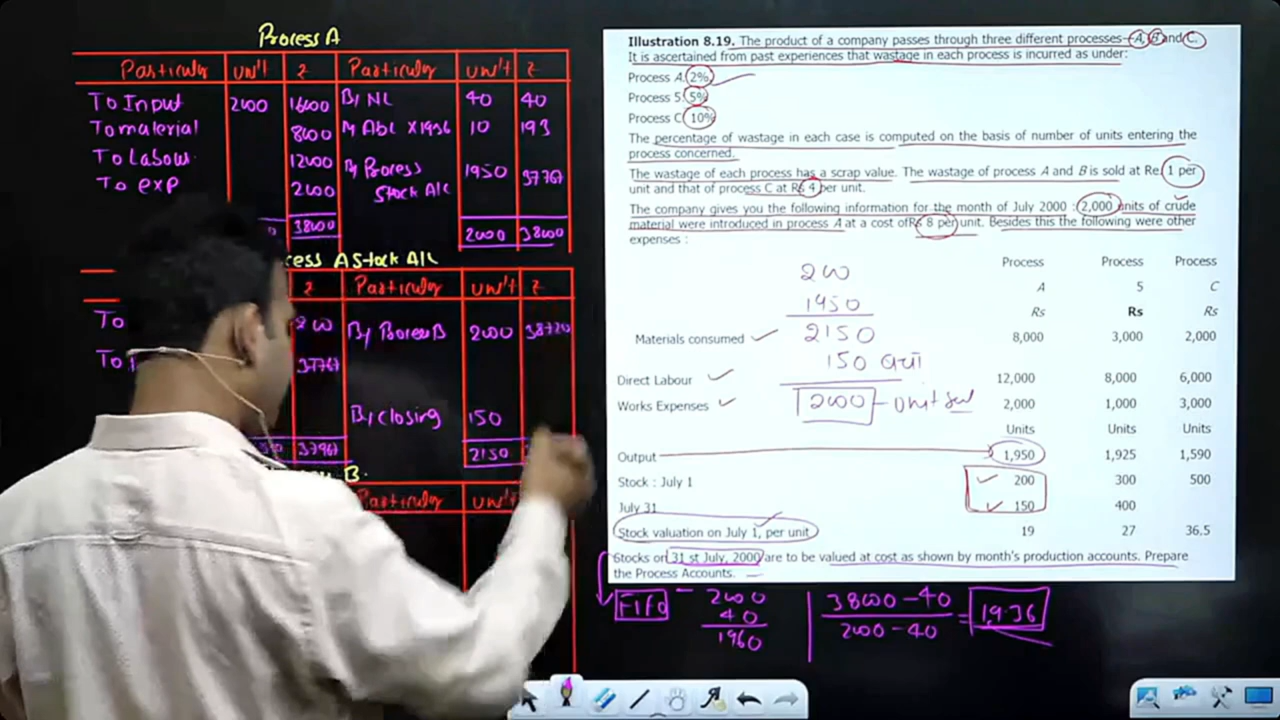 Process A
Particular Unit ₹ Particular Unit ₹
To Input 2000 16000 By NL 40 40
To material 8000 By Abl X 19.36 10 193
To Labour 12000 By Process Stock A/c 1950 37767
To exp 2000
38000 2000 38000
cess A Stock A/c
₹ Particular Unit ₹
To By Process B 2000 38720
To 37767
By closing 150
37967 2150
B
Particular Unit
Illustration 8.19. The product of a company passes through three different processes—A, B and C.
It is ascertained from past experiences that wastage in each process is incurred as under:
Process A 2%
Process 5. 5%
Process C 10%
The percentage of wastage in each case is computed on the basis of number of units entering the
process concerned.
The wastage of each process has a scrap value. The wastage of process A and B is sold at Re. 1 per
unit and that of process C at Rs 4 per unit.
The company gives you the following information for the month of July 2000 : 2,000 units of crude
material were introduced in process A at a cost of Rs 8 per unit. Besides this the following were other
expenses :
Process Process Process
A 5 C
Rs Rs Rs
Materials consumed 8,000 3,000 2,000
Direct Labour 12,000 8,000 6,000
Works Expenses 2,000 1,000 3,000
Units Units Units
Output 1,950 1,925 1,590
Stock : July 1 200 300 500
July 31 150 400
Stock valuation on July 1, per unit 19 27 36.5
Stocks on 31 st July, 2000 are to be valued at cost as shown by month's production accounts. Prepare
the Process Accounts.
200
1950
2150
150
2000 - Unit
FIFO
2000
40
1960
38000 - 40
2000 - 40
= 19.36